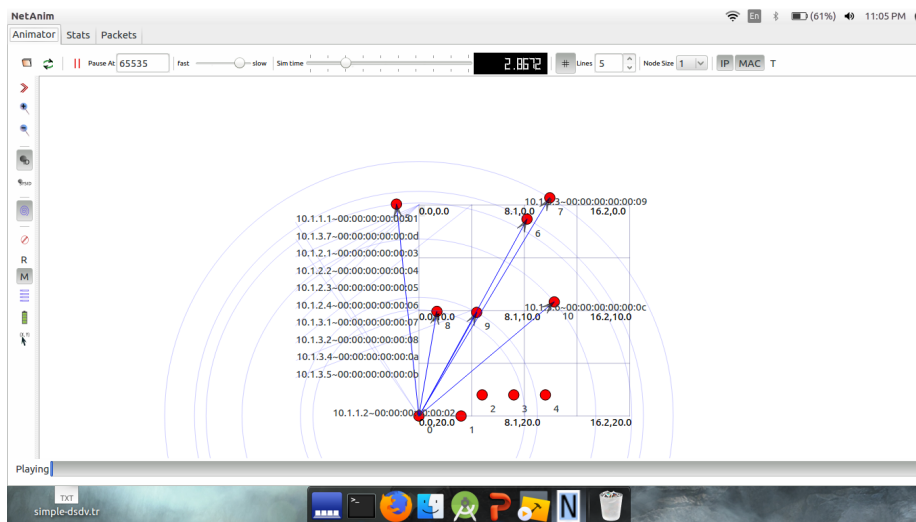 NetAnim
En (61%) 11:05 PM
Animator Stats Packets
Pause At 65535 fast slow Sim time 2.8672 # Lines 5 Node Size 1 IP MAC T
R
M
0.0,0.0 8.1,0.0 16.2,0.0
10.1.3.3~00:00:00:00:00:09
10.1.1.1~00:00:00:00:00:01
10.1.3.7~00:00:00:00:00:0d
10.1.2.1~00:00:00:00:00:03
10.1.2.2~00:00:00:00:00:04
10.1.2.3~00:00:00:00:00:05
10.1.2.4~00:00:00:00:00:06
10.1.3.1~00:00:00:00:00:07
10.1.3.2~00:00:00:00:00:08
10.1.3.4~00:00:00:00:00:0a
10.1.3.5~00:00:00:00:00:0b
7
6
8.1,10.0 16.2,10.0
8 9 10
10.1.1.2~00:00:00:00:00:02
2 3 4
0 1
0.0,20.0 8.1,20.0 16.2,20.0
Playing
TXT
simple-dsdv.tr